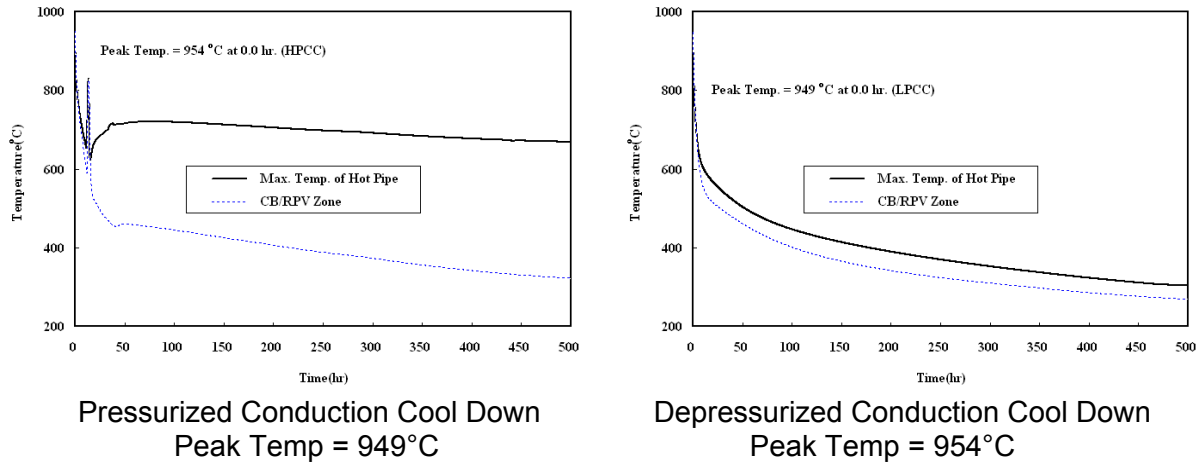 1000
800
600
400
200
Temperature(°C)
Peak Temp. = 954 °C at 0.0 hr. (HPCC)
Max. Temp. of Hot Pipe
CB/RPV Zone
0 50 100 150 200 250 300 350 400 450 500
Time(hr)
Pressurized Conduction Cool Down
Peak Temp = 949°C
1000
800
600
400
200
Temperature(°C)
Peak Temp. = 949 °C at 0.0 hr. (LPCC)
Max. Temp. of Hot Pipe
CB/RPV Zone
0 50 100 150 200 250 300 350 400 450 500
Time(hr)
Depressurized Conduction Cool Down
Peak Temp = 954°C